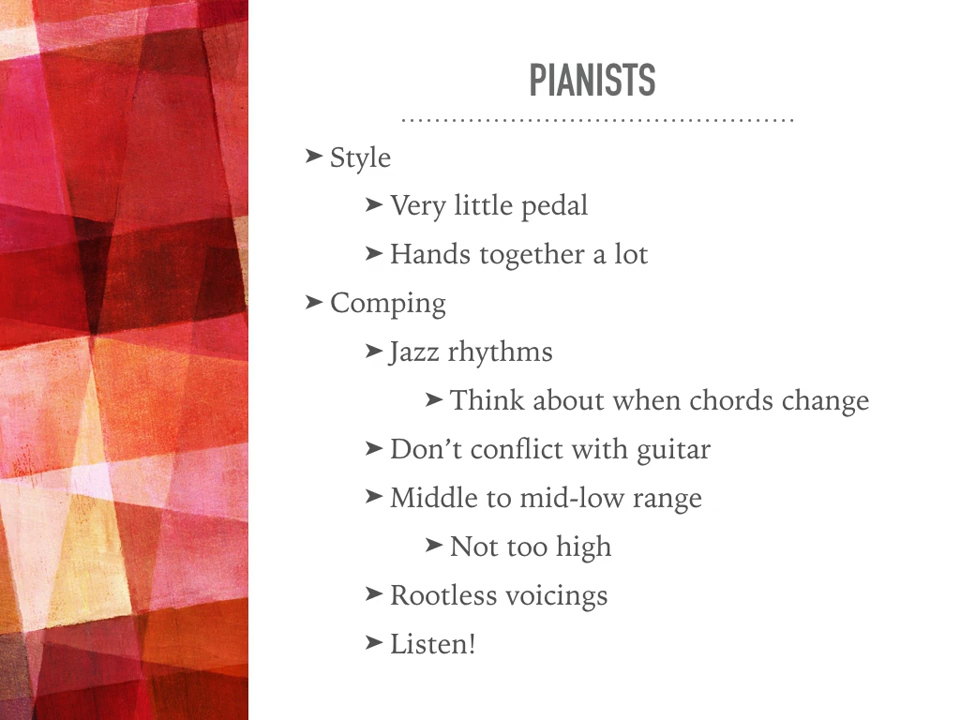 PIANISTS
➤ Style
➤ Very little pedal
➤ Hands together a lot
➤ Comping
➤ Jazz rhythms
➤ Think about when chords change
➤ Don’t conflict with guitar
➤ Middle to mid-low range
➤ Not too high
➤ Rootless voicings
➤ Listen!